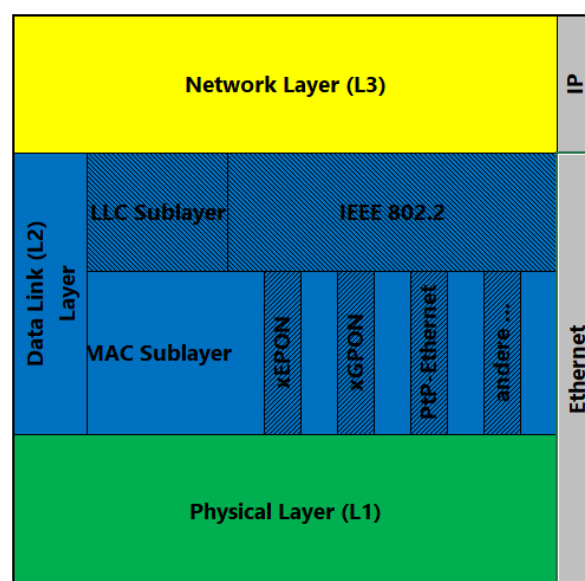 Network Layer (L3)
IP
Data Link (L2)
Layer
LLC Sublayer
IEEE 802.2
MAC Sublayer
xEPON
xGPON
PtP-Ethernet
andere ...
Ethernet
Physical Layer (L1)